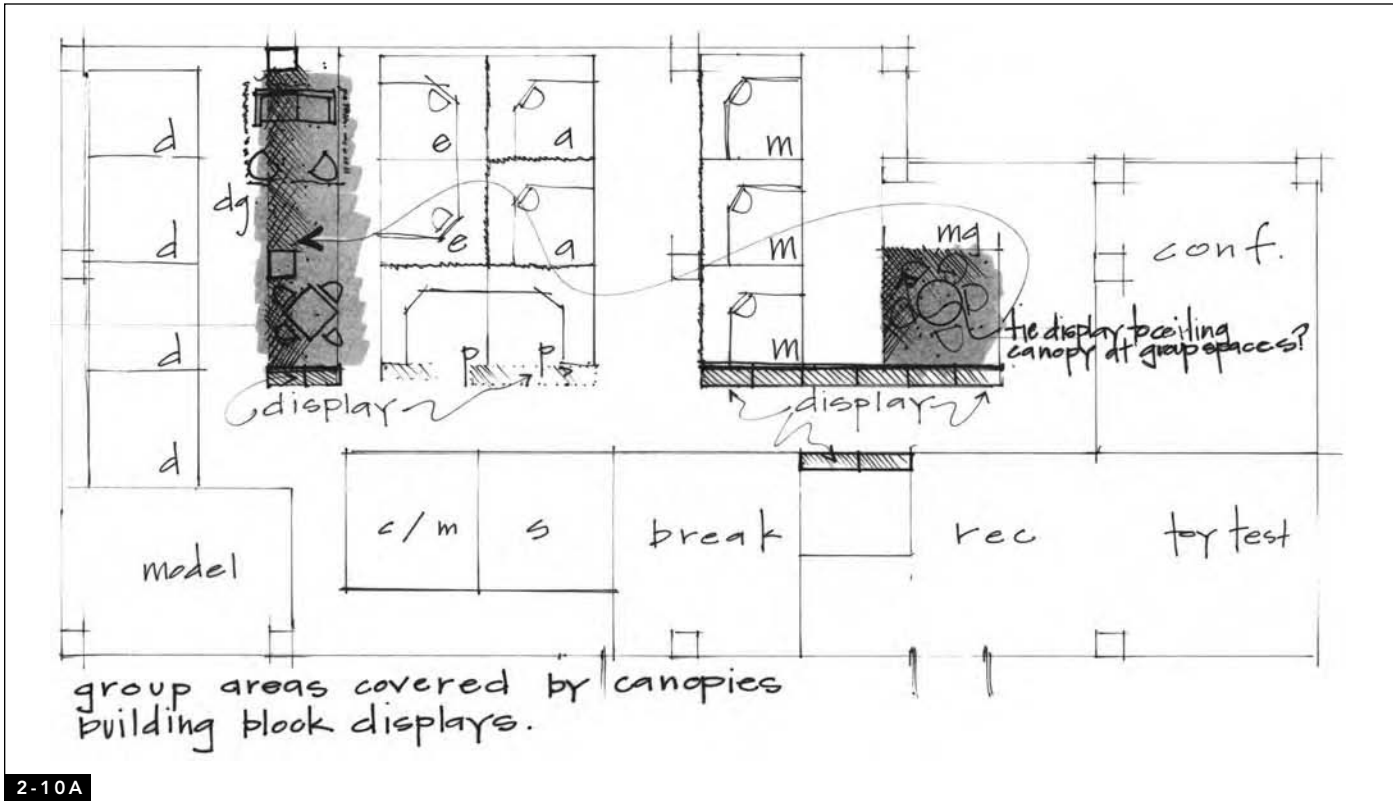 d
d
d
d
dg
e
e
a
a
m
m
m
mg
conf.
tie display to ceiling
canopy at group spaces?
p
p
display
display
c/m
s
break
rec
toy test
model
group areas covered by canopies
building block displays.
2-10A